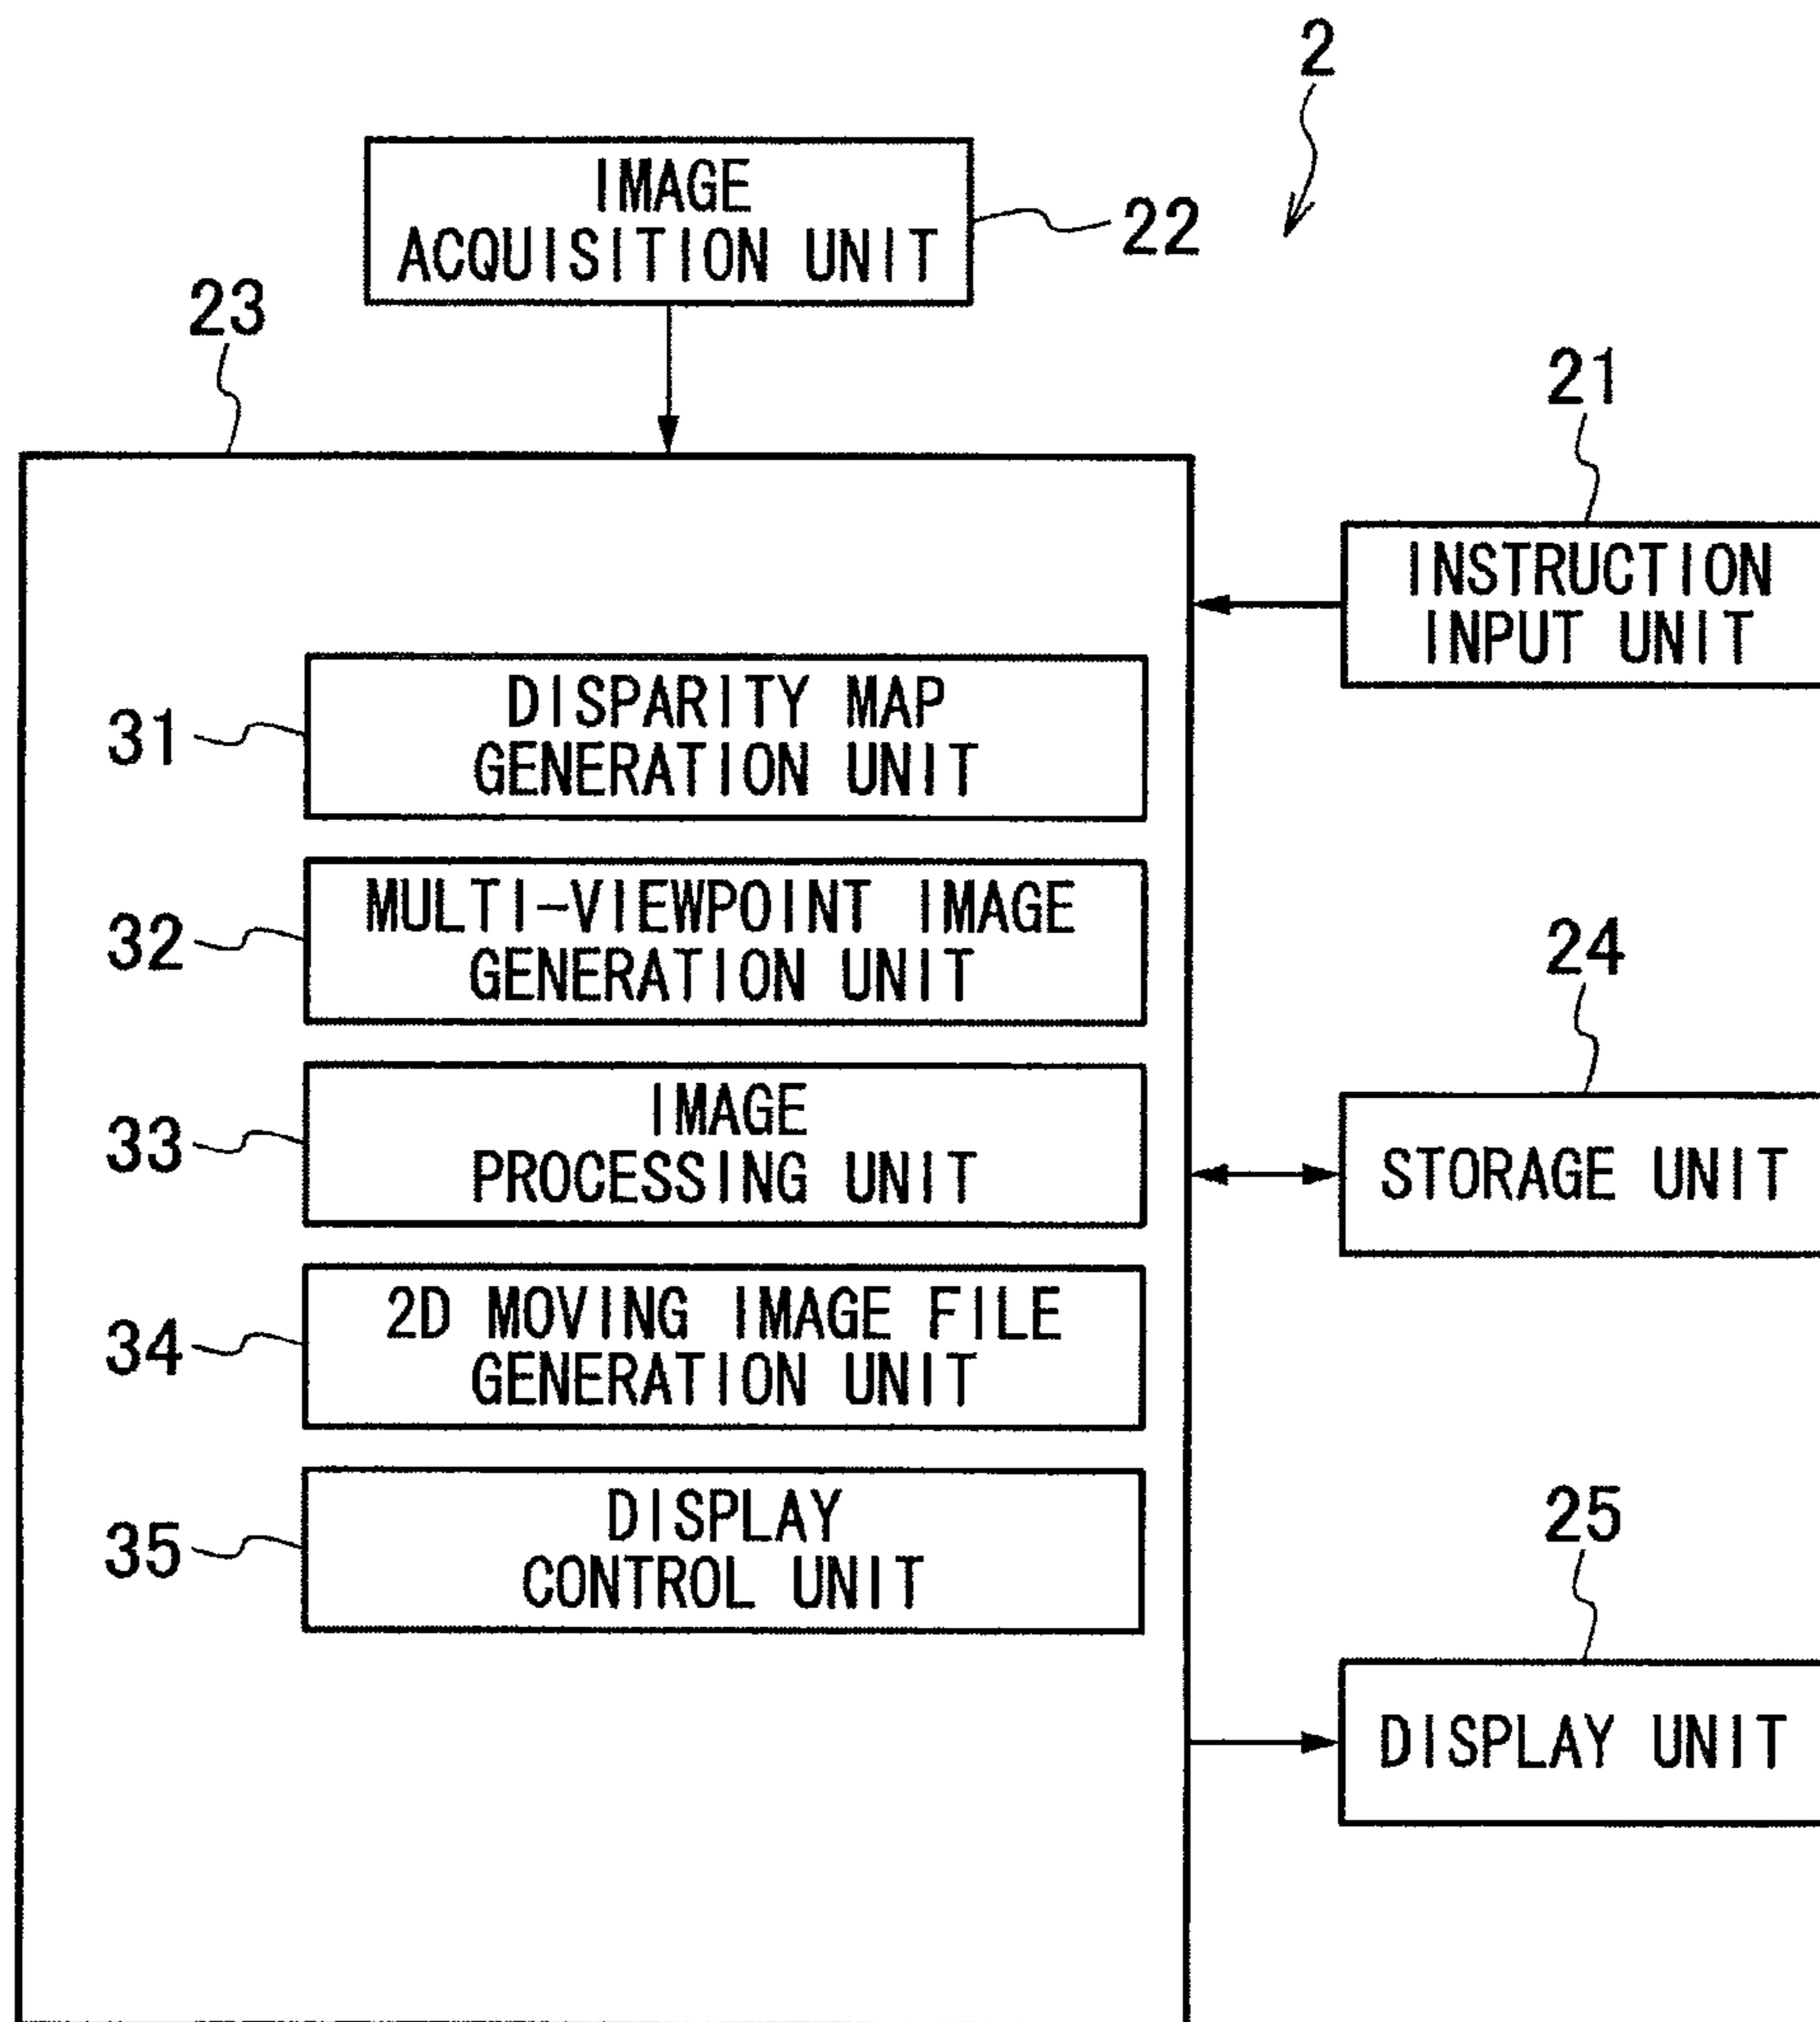 2
IMAGE
ACQUISITION UNIT
22
23
21
INSTRUCTION
INPUT UNIT
31
DISPARITY MAP
GENERATION UNIT
32
MULTI-VIEWPOINT IMAGE
GENERATION UNIT
24
33
IMAGE
PROCESSING UNIT
STORAGE UNIT
34
2D MOVING IMAGE FILE
GENERATION UNIT
35
DISPLAY
CONTROL UNIT
25
DISPLAY UNIT